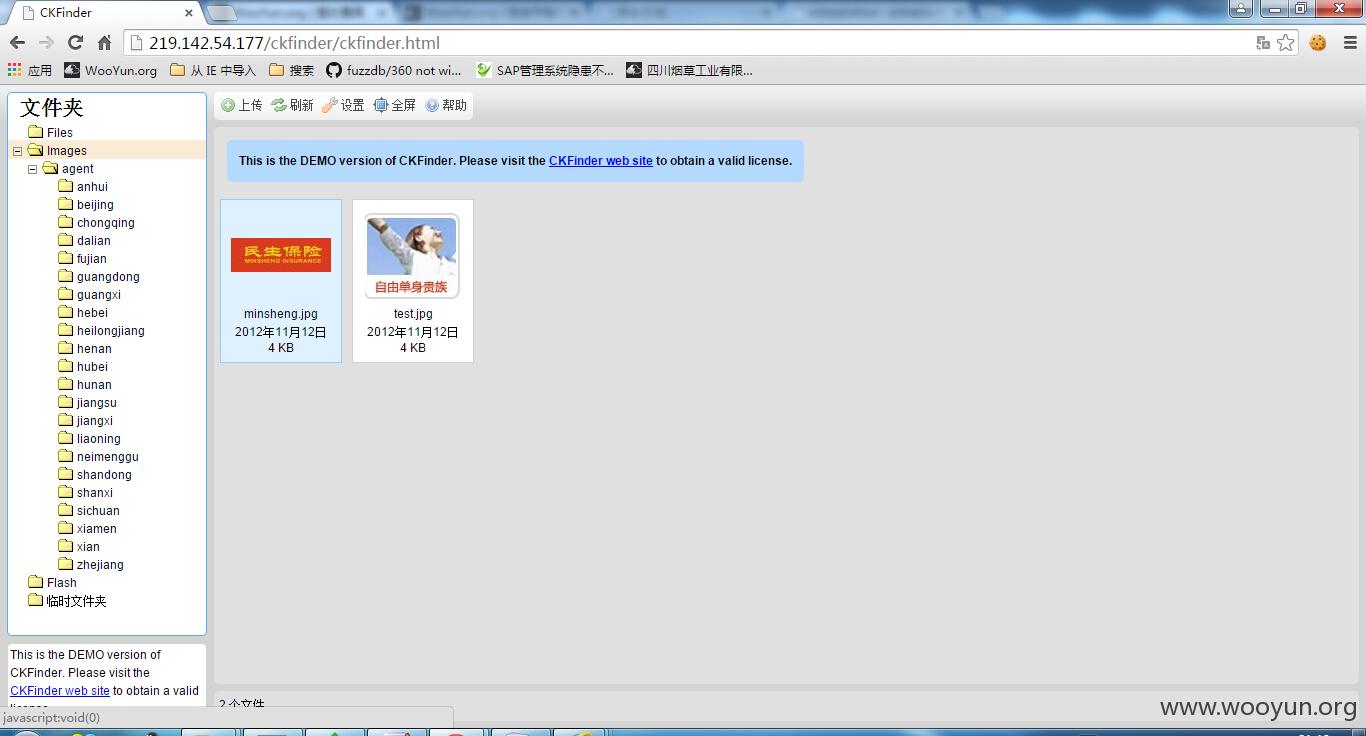 CKFinder
219.142.54.177/ckfinder/ckfinder.html
应用 WooYun.org 从 IE 中导入 搜索 fuzzdb/360 not wi... SAP管理系统隐患不... 四川烟草工业有限...
文件夹
Files
Images
agent
anhui
beijing
chongqing
dalian
fujian
guangdong
guangxi
hebei
heilongjiang
henan
hubei
hunan
jiangsu
jiangxi
liaoning
neimenggu
shandong
shanxi
sichuan
xiamen
xian
zhejiang
Flash
临时文件夹
This is the DEMO version of
CKFinder. Please visit the
CKFinder web site to obtain a valid
上传 刷新 设置 全屏 帮助
This is the DEMO version of CKFinder. Please visit the CKFinder web site to obtain a valid license.
民生保险
MINSHENG INSURANCE
minsheng.jpg
2012年11月12日
4 KB
自由单身贵族
test.jpg
2012年11月12日
4 KB
2 个文件
javascript:void(0)
www.wooyun.org